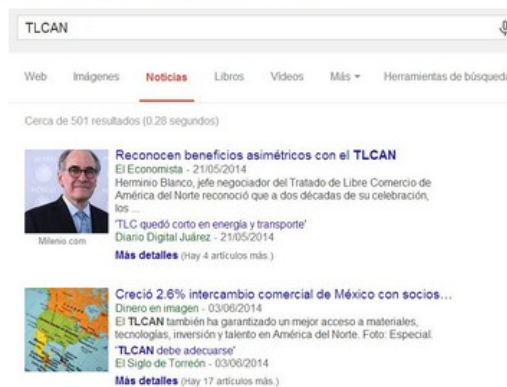 TLCAN
Web Imágenes Noticias Libros Vídeos Más Herramientas de búsqueda
Cerca de 501 resultados (0.28 segundos)
Reconocen beneficios asimétricos con el TLCAN
El Economista - 21/05/2014
Herminio Blanco, jefe negociador del Tratado de Libre Comercio de
América del Norte reconoció que a dos décadas de su celebración,
los ...
'TLC quedó corto en energía y transporte'
Diario Digital Juárez - 21/05/2014
Más detalles (Hay 4 artículos más.)
Milenio.com
Creció 2.6% intercambio comercial de México con socios...
Dinero en imagen - 03/06/2014
El TLCAN también ha garantizado un mejor acceso a materiales,
tecnologías, inversión y talento en América del Norte. Foto: Especial.
"TLCAN debe adecuarse"
El Siglo de Torreón - 03/06/2014
Más detalles (Hay 17 artículos más.)